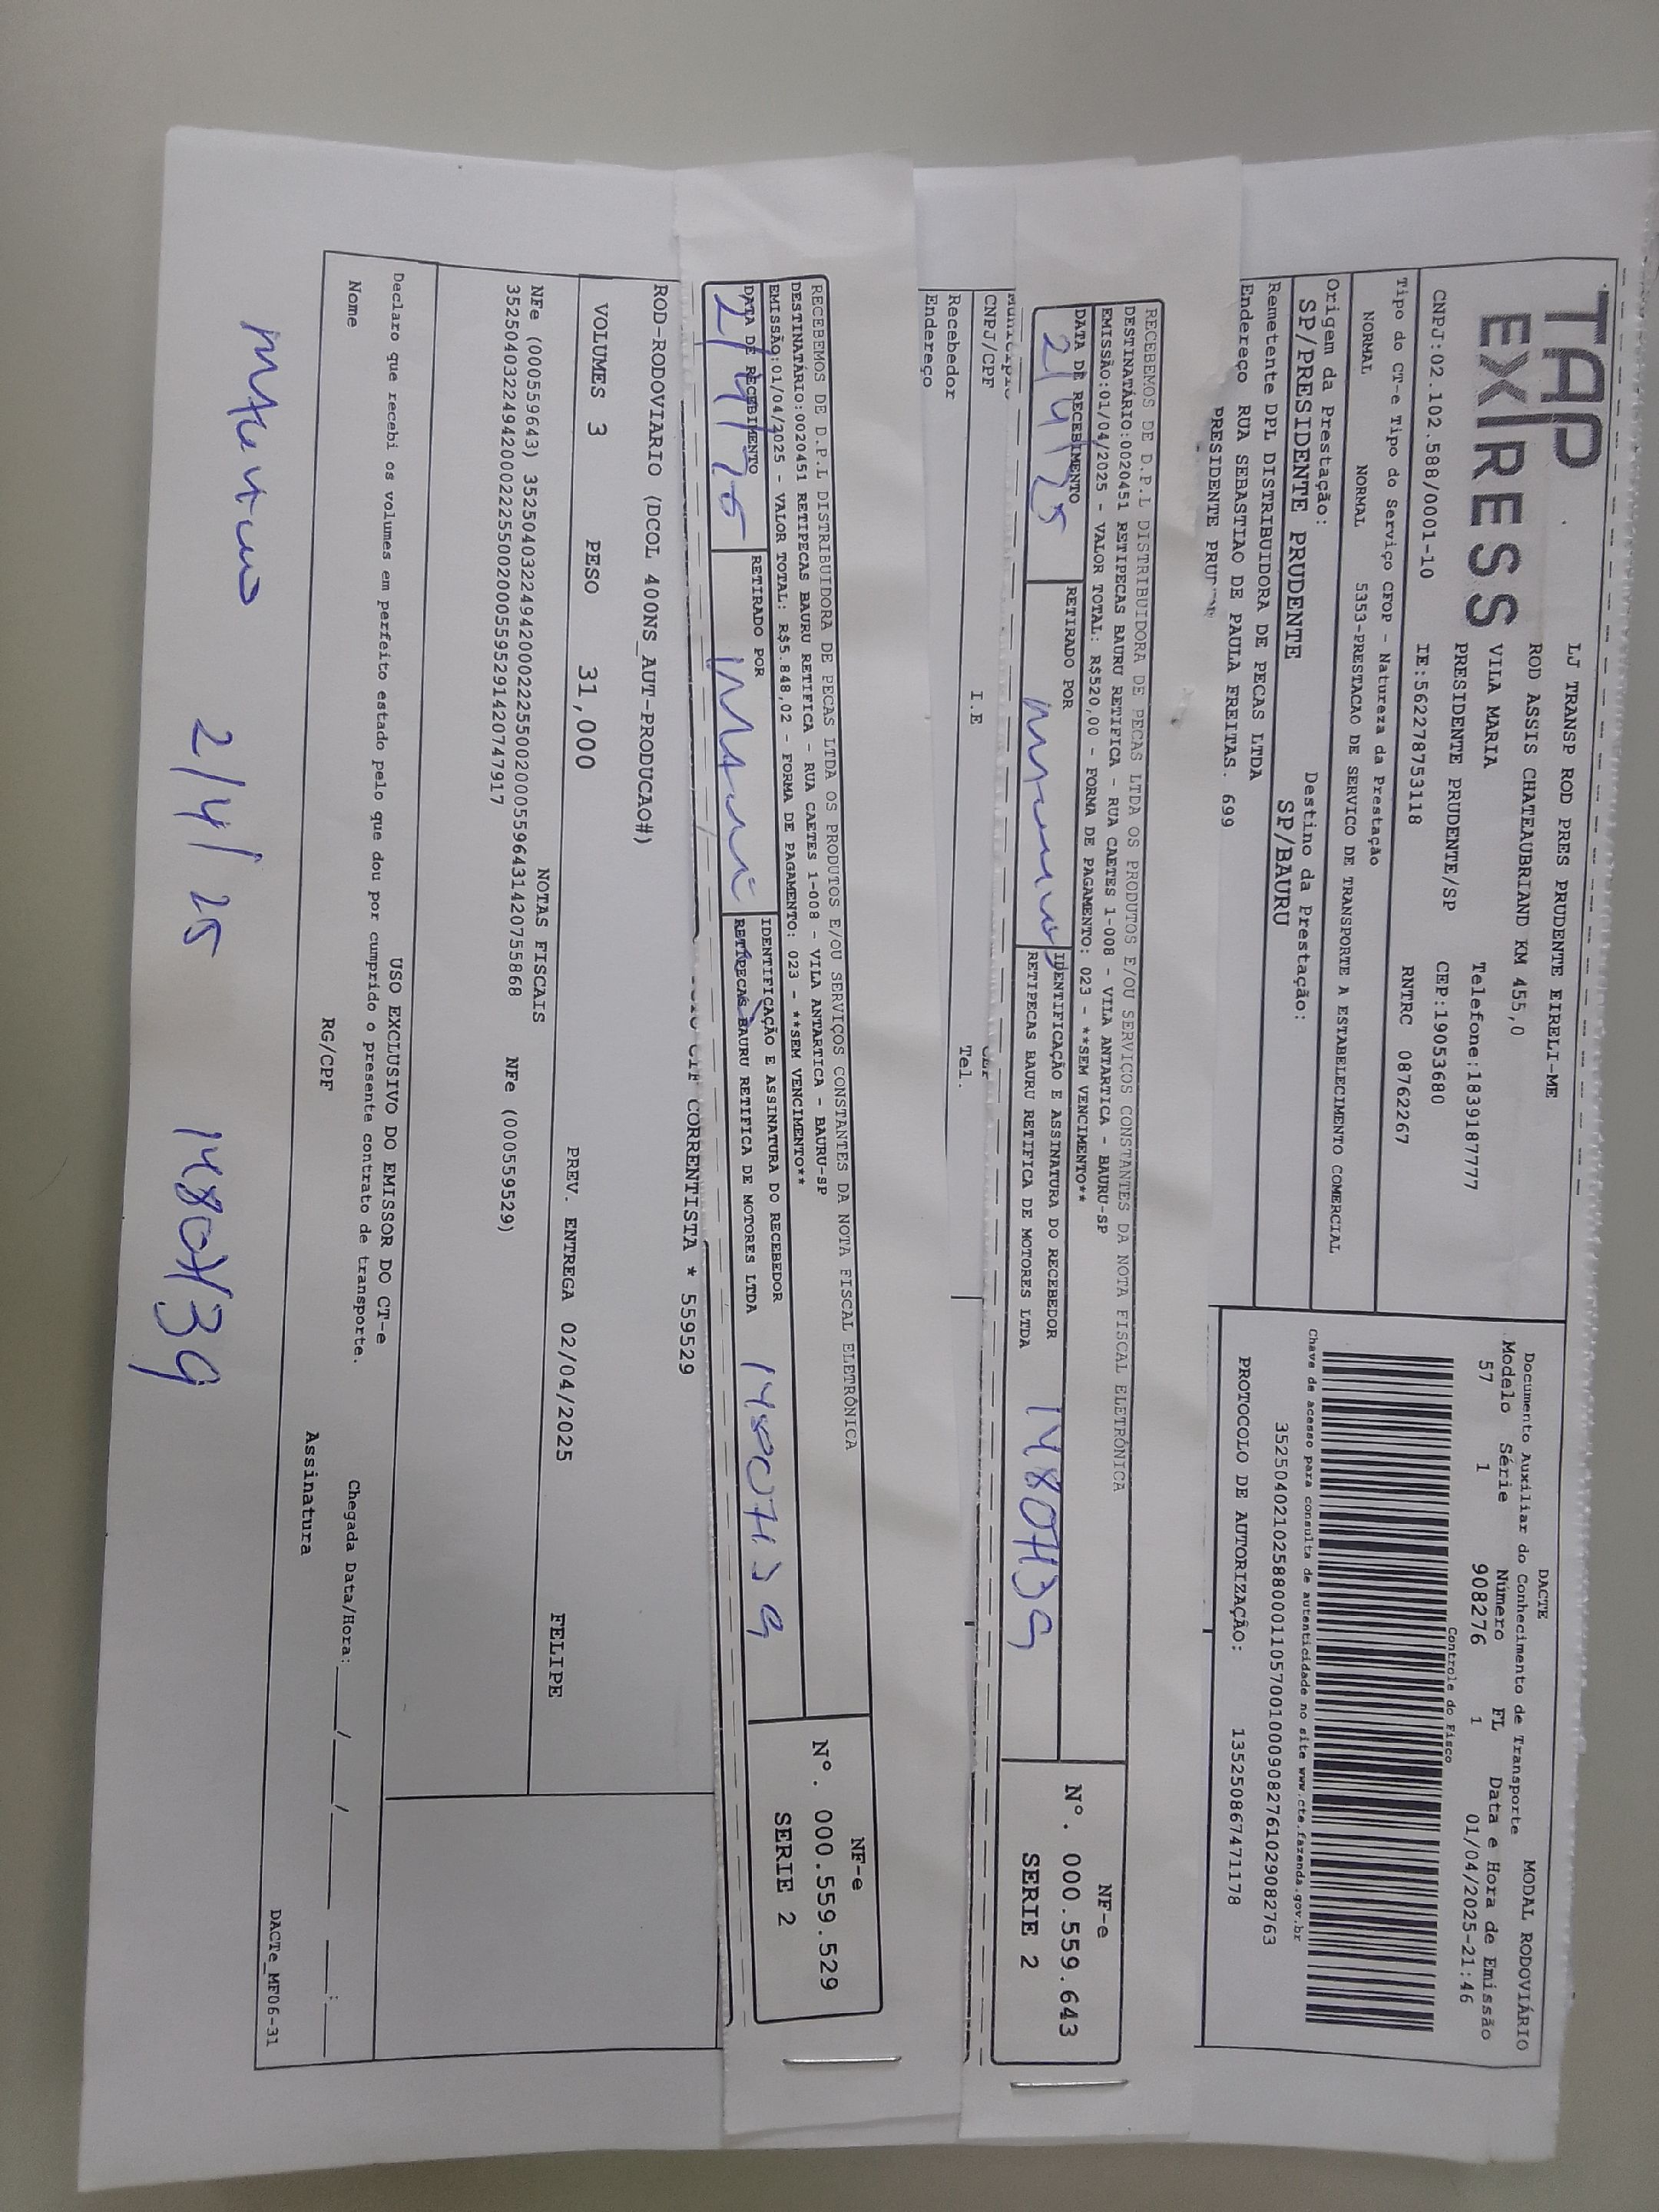 TAP
EXPRESS
LJ TRANSP ROD PRES PRUDENTE EIRELI-ME
ROD ASSIS CHATEAUBRIAND KM 455,0
VILA MARIA Telefone:1839187777
PRESIDENTE PRUDENTE/SP CEP:19053680
CNPJ:02.102.588/0001-10 IE:562278753118 RNTRC 08762267
Tipo do CT-e Tipo do Serviço CFOP - Natureza da Prestação
NORMAL NORMAL 5353-PRESTACAO DE SERVICO DE TRANSPORTE A ESTABELECIMENTO COMERCIAL
Origem da Prestação: Destino da Prestação:
SP/PRESIDENTE PRUDENTE SP/BAURU
Remetente DPL DISTRIBUIDORA DE PECAS LTDA
Endereço RUA SEBASTIAO DE PAULA FREITAS. 699
PRESIDENTE
DACTE
Documento Auxiliar do Conhecimento de Transporte MODAL RODOVIÁRIO
Modelo Série Número FL Data e Hora de Emissão
57 1 908276 1 01/04/2025-21:46
Controle do Fisco
Chave de acesso para consulta de autenticidade no site www.cte.fazenda.gov.br
35250402102588000110570010009082761029082763
PROTOCOLO DE AUTORIZAÇÃO: 135250867471178
RECEBEMOS DE D.P.L DISTRIBUIDORA DE PECAS LTDA OS PRODUTOS E/OU SERVIÇOS CONSTANTES DA NOTA FISCAL ELETRÔNICA
DESTINATÁRIO:0020451 RETIPECAS BAURU RETIFICA - RUA CAETES 1-008 - VILA ANTARTICA - BAURU-SP
EMISSÃO:01/04/2025 - VALOR TOTAL: R$520,00 - FORMA DE PAGAMENTO: 023 - **SEM VENCIMENTO**
DATA DE RECEBIMENTO RETIRADO POR IDENTIFICAÇÃO E ASSINATURA DO RECEBEDOR
RETIPECAS BAURU RETIFICA DE MOTORES LTDA
2/4/25
NF-e
Nº. 000.559.643
SERIE 2
CNPJ/CPF I.E
Recebedor Tel.
Endereço
RECEBEMOS DE D.P.L DISTRIBUIDORA DE PECAS LTDA OS PRODUTOS E/OU SERVIÇOS CONSTANTES DA NOTA FISCAL ELETRÔNICA
DESTINATÁRIO:0020451 RETIPECAS BAURU RETIFICA - RUA CAETES 1-008 - VILA ANTARTICA - BAURU-SP
EMISSÃO:01/04/2025 - VALOR TOTAL: R$5.848,02 - FORMA DE PAGAMENTO: 023 - **SEM VENCIMENTO**
DATA DE RECEBIMENTO RETIRADO POR IDENTIFICAÇÃO E ASSINATURA DO RECEBEDOR
RETIPECAS BAURU RETIFICA DE MOTORES LTDA
NF-e
Nº. 000.559.529
SERIE 2
CORRENTISTA * 559529
ROD-RODOVIARIO (DCOL 400NS_AUT-PRODUCAO#)
VOLUMES 3 PESO 31,000 PREV. ENTREGA 02/04/2025 FELIPE
NOTAS FISCAIS
NFe (000559643) 35250403224942000222550020005596431420755868 NFe (000559529)
35250403224942000222550020005595291420747917
USO EXCLUSIVO DO EMISSOR DO CT-e
Declaro que recebi os volumes em perfeito estado pelo que dou por cumprido o presente contrato de transporte.
Nome RG/CPF Chegada Data/Hora: / / :
Assinatura
2/4/25
DACTe_MF06-31